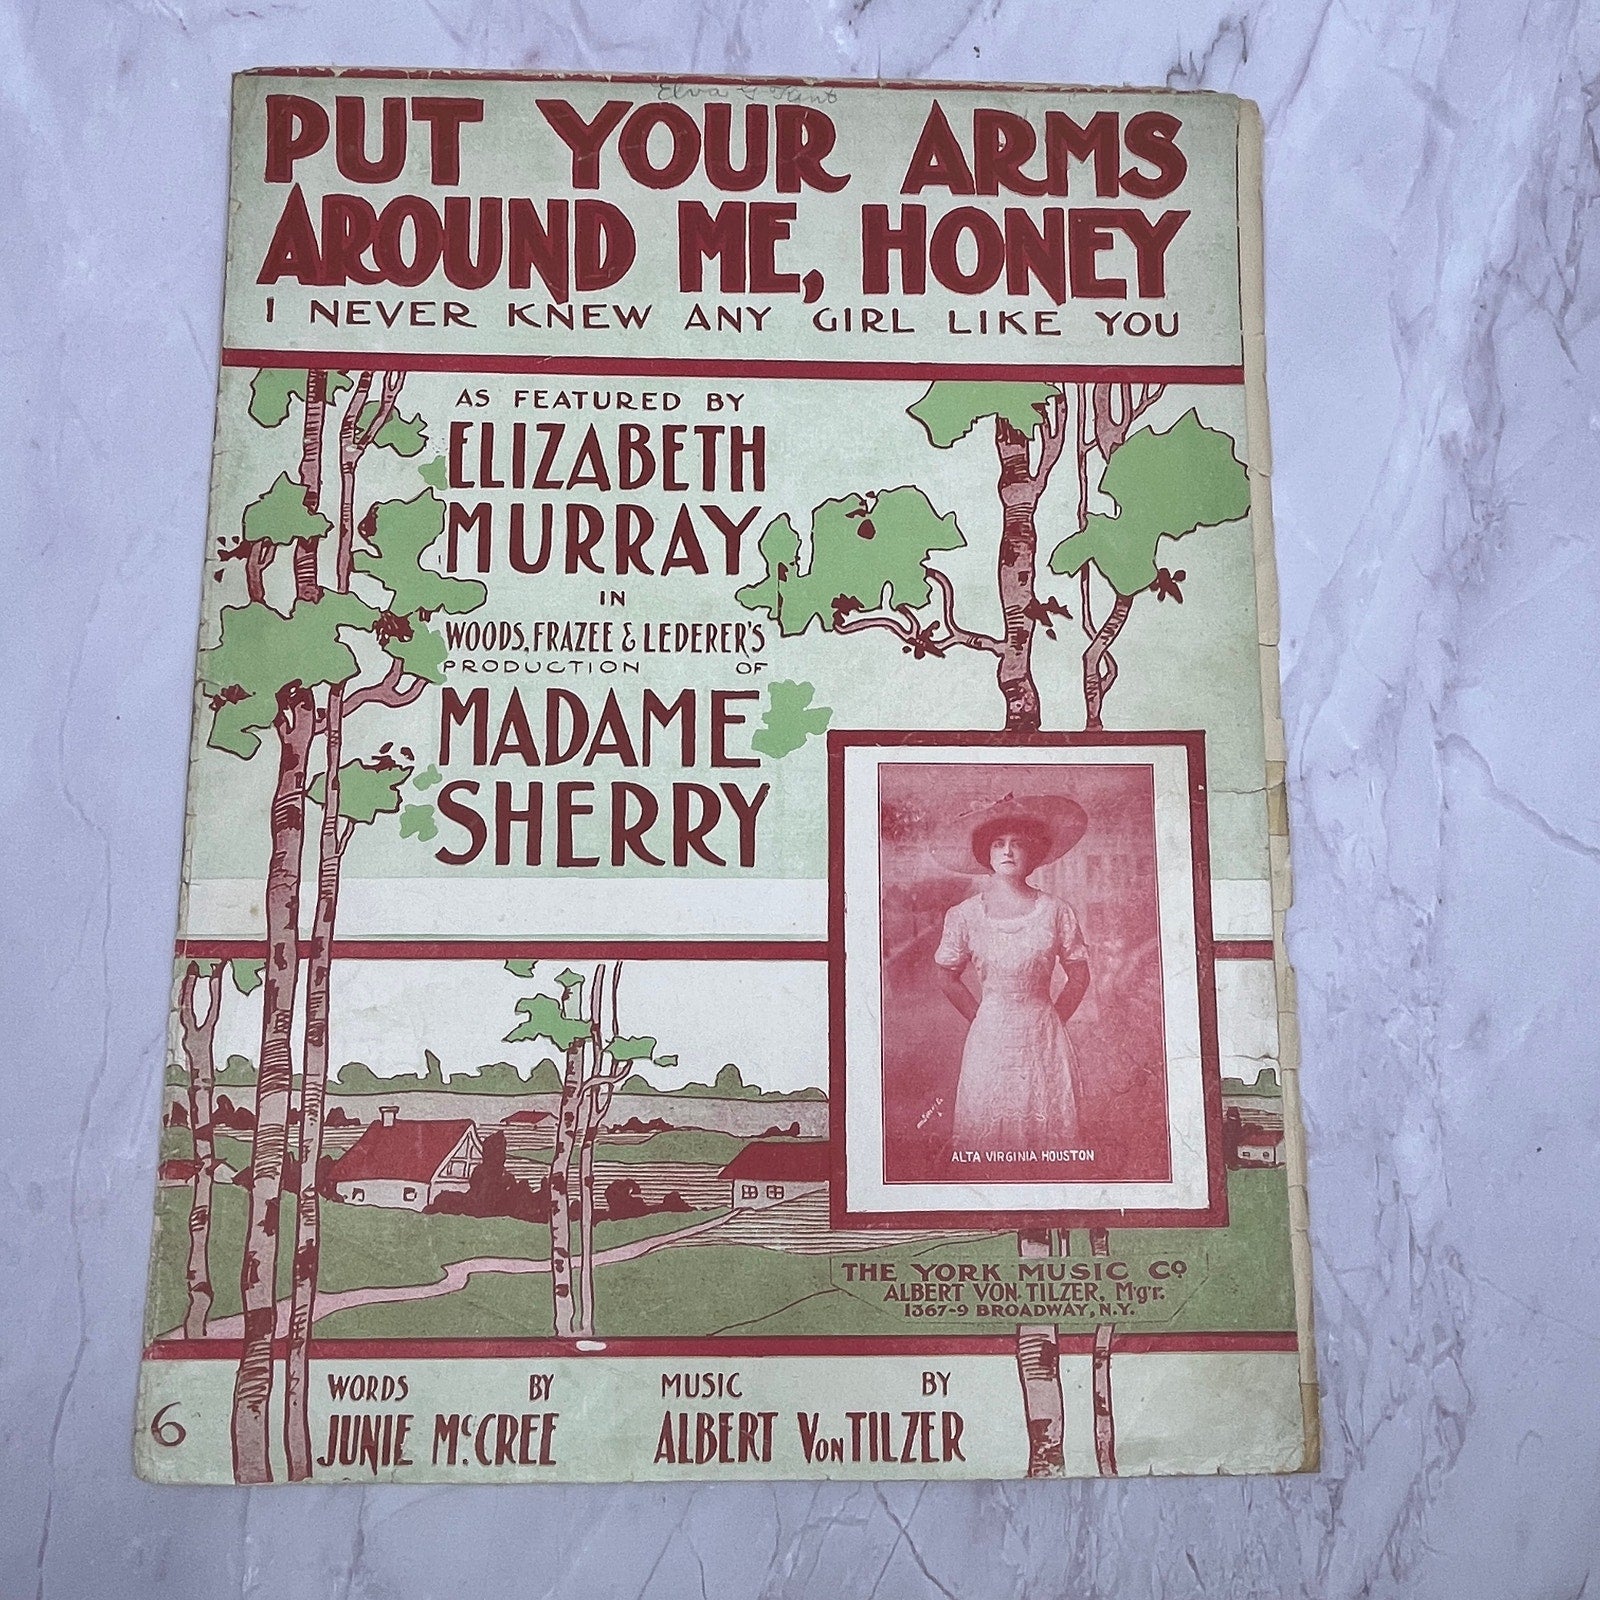 Elva G
PUT YOUR ARMS
AROUND ME, HONEY
I NEVER KNEW ANY GIRL LIKE YOU
AS FEATURED BY
ELIZABETH
MURRAY
IN
WOODS, FRAZEE & LEDERER'S
PRODUCTION OF
MADAME
SHERRY
ALTA VIRGINIA HOUSTON
THE YORK MUSIC Co
ALBERT VON TILZER, Mgr.
1367-9 BROADWAY, N.Y.
WORDS BY
JUNIE McCREE
MUSIC BY
ALBERT Von TILZER
6